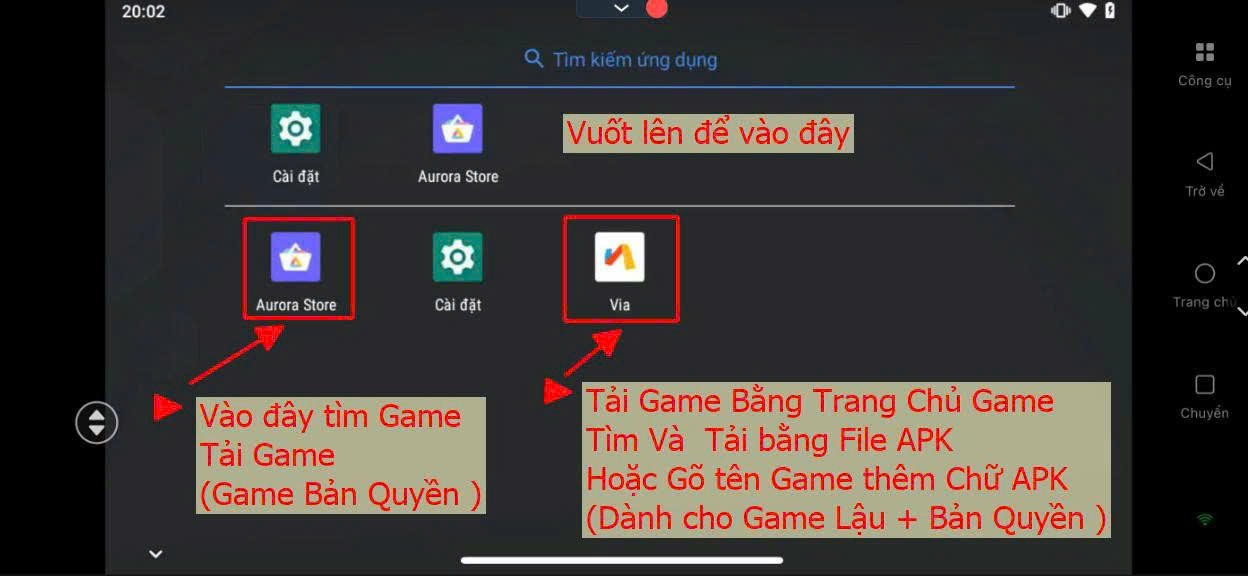 20:02
Tìm kiếm ứng dụng
Công cụ
Cài đặt
Aurora Store
Vuốt lên để vào đây
Trở về
Aurora Store
Cài đặt
Via
Trang chủ
Vào đây tìm Game
Tải Game
(Game Bản Quyền )
Tải Game Bằng Trang Chủ Game
Tìm Và Tải bằng File APK
Hoặc Gõ tên Game thêm Chữ APK
(Dành cho Game Lậu + Bản Quyền )
Chuyển